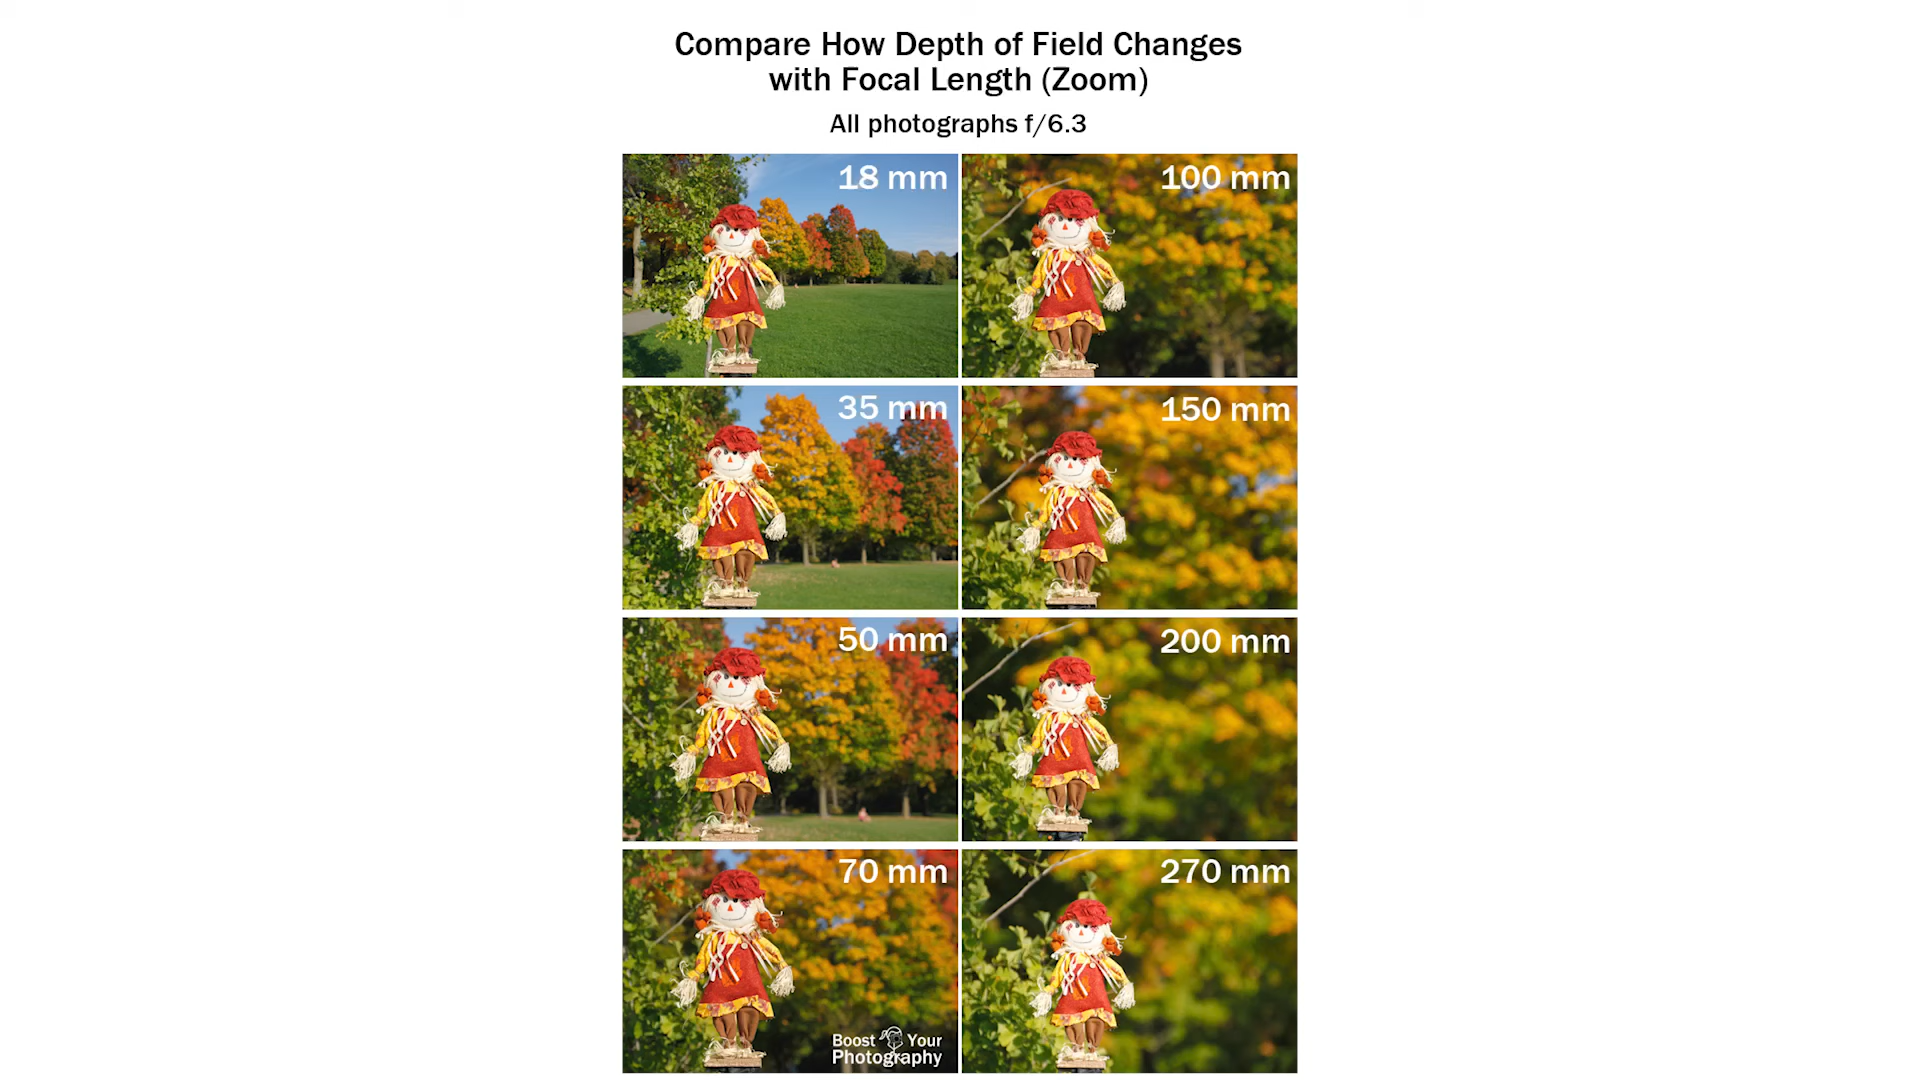 Compare How Depth of Field Changes
with Focal Length (Zoom)
All photographs f/6.3
18 mm
100 mm
35 mm
150 mm
50 mm
200 mm
70 mm
270 mm
Boost Your
Photography